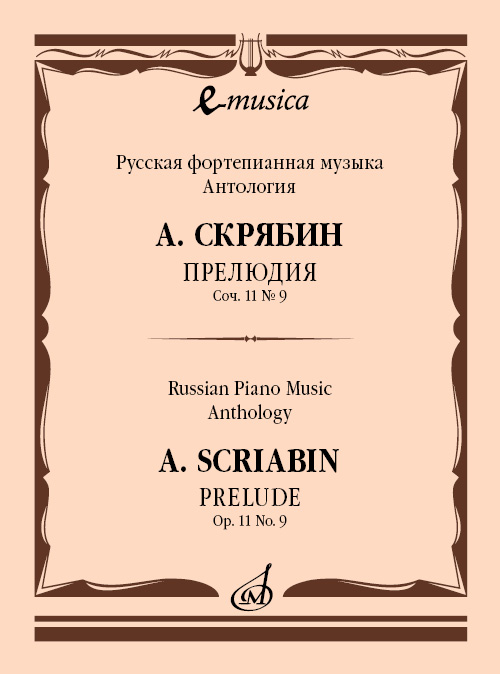 e-musica
Русская фортепианная музыка
Антология
А. СКРЯБИН
ПРЕЛЮДИЯ
Соч. 11 № 9
Russian Piano Music
Anthology
A. SCRIABIN
PRELUDE
Op. 11 No. 9